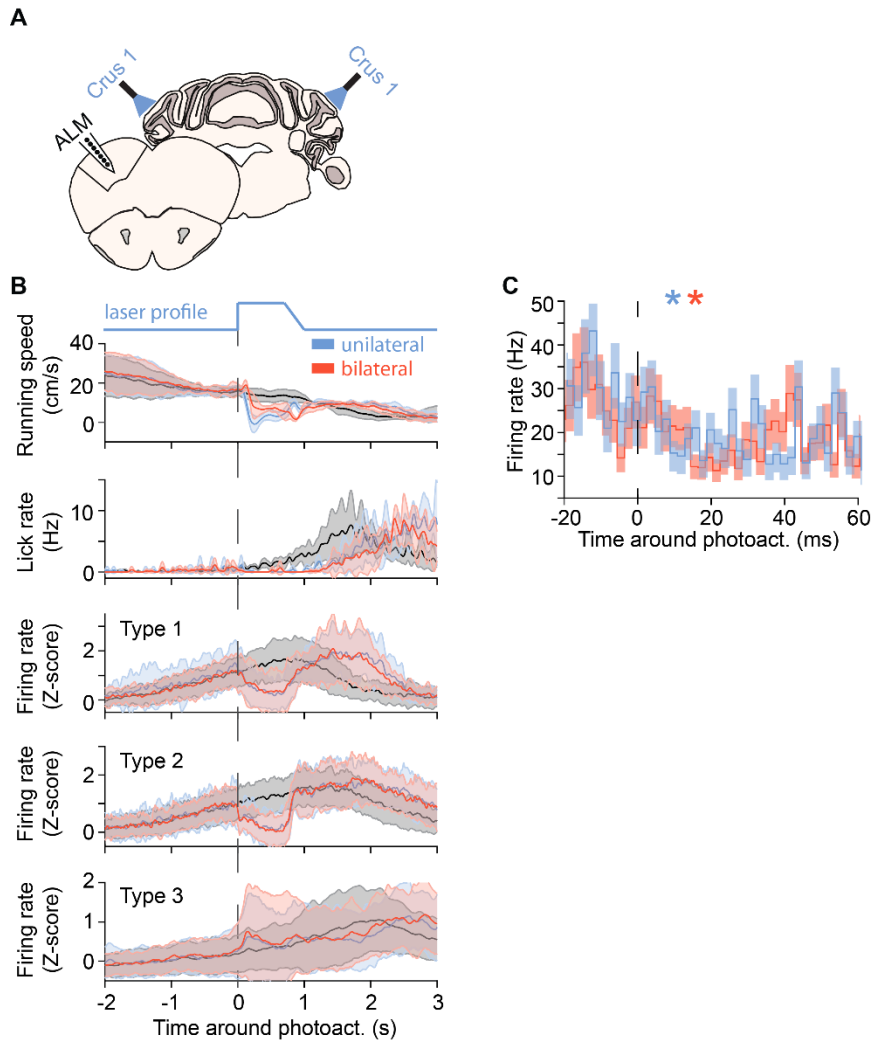 A
Crus 1
Crus 1
ALM
B
laser profile
unilateral
bilateral
Running speed
(cm/s)
40
20
0
Lick rate
(Hz)
10
0
Type 1
Firing rate
(Z-score)
2
0
Type 2
Firing rate
(Z-score)
2
0
Type 3
Firing rate
(Z-score)
2
1
0
-2
-1
0
1
2
3
Time around photoact. (s)
C
* *
Firing rate (Hz)
50
40
30
20
10
-20
0
20
40
60
Time around photoact. (ms)